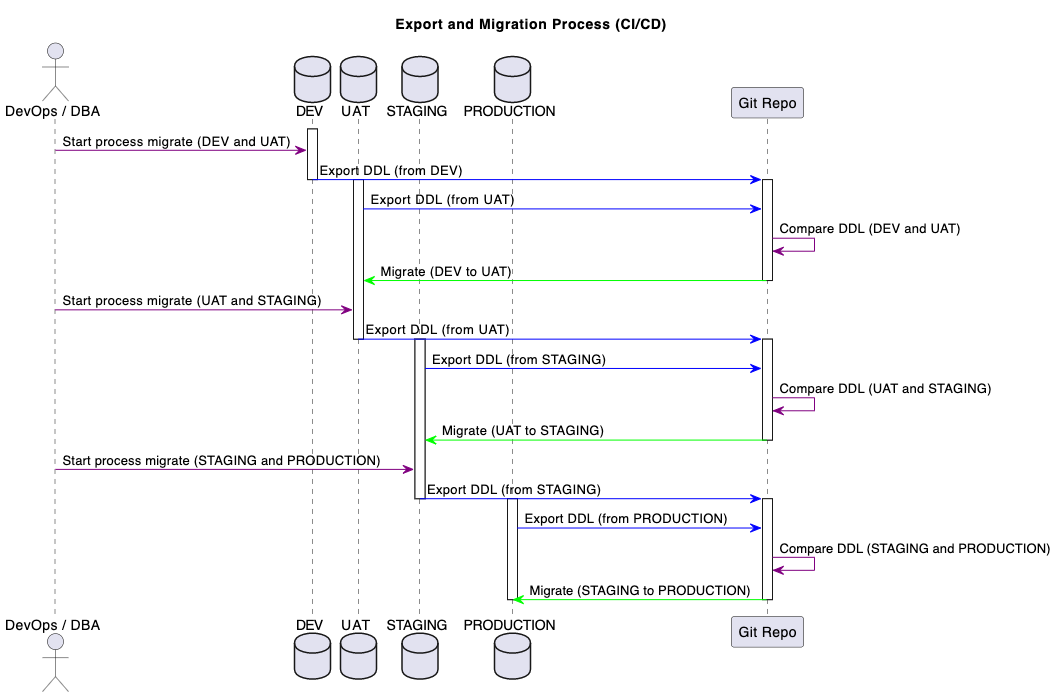 Export and Migration Process (CI/CD)
DevOps / DBA
DEV
UAT
STAGING
PRODUCTION
Git Repo
Start process migrate (DEV and UAT)
Export DDL (from DEV)
Export DDL (from UAT)
Compare DDL (DEV and UAT)
Migrate (DEV to UAT)
Start process migrate (UAT and STAGING)
Export DDL (from UAT)
Export DDL (from STAGING)
Compare DDL (UAT and STAGING)
Migrate (UAT to STAGING)
Start process migrate (STAGING and PRODUCTION)
Export DDL (from STAGING)
Export DDL (from PRODUCTION)
Compare DDL (STAGING and PRODUCTION)
Migrate (STAGING to PRODUCTION)
DevOps / DBA
DEV
UAT
STAGING
PRODUCTION
Git Repo